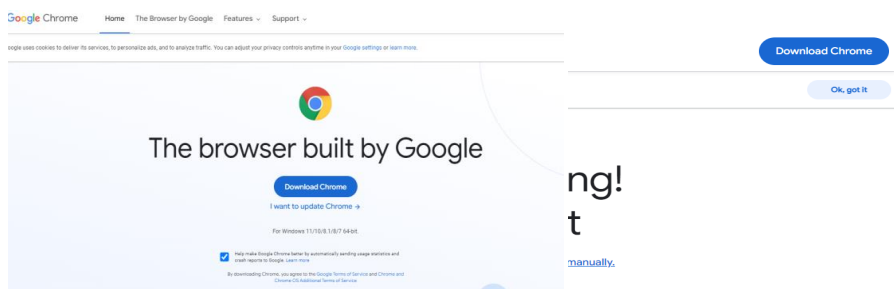 Google Chrome Home The Browser by Google Features Support
Download Chrome
oogle uses cookies to deliver its services, to personalize ads, and to analyze traffic. You can adjust your privacy controls anytime in your Google settings or learn more.
Ok, got it
The browser built by Google
Download Chrome
I want to update Chrome →
For Windows 11/10/8.1/8/7 64-bit.
Help make Google Chrome better by automatically sending usage statistics and
crash reports to Google. Learn more
By downloading Chrome, you agree to the Google Terms of Service and Chrome and
Chrome OS Additional Terms of Service
ng!
t
manually.